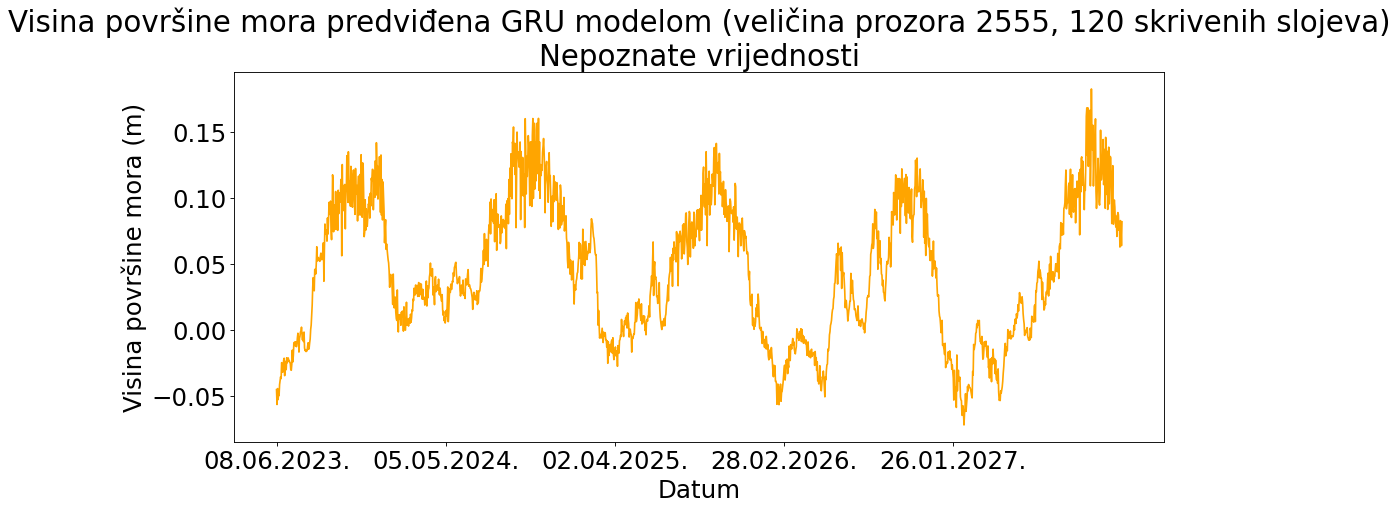 Visina površine mora predviđena GRU modelom (veličina prozora 2555, 120 skrivenih slojeva)
Nepoznate vrijednosti
Visina površine mora (m)
0.15
0.10
0.05
0.00
−0.05
08.06.2023. 05.05.2024. 02.04.2025. 28.02.2026. 26.01.2027.
Datum